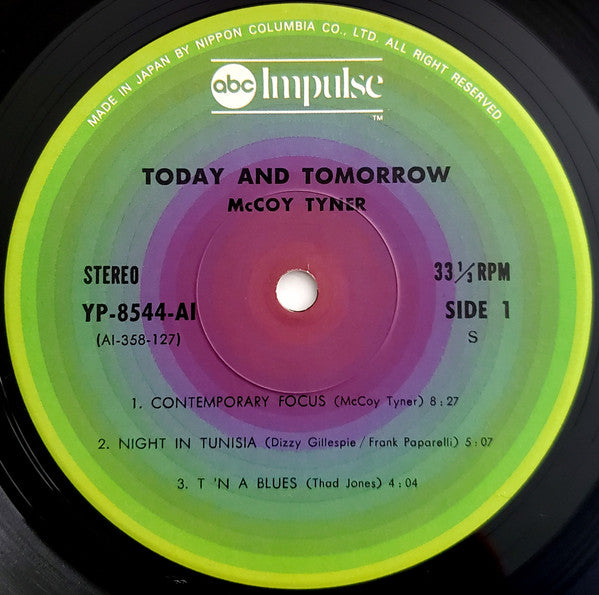 MADE IN JAPAN BY NIPPON COLUMBIA CO., LTD. ALL RIGHT RESERVED.
abc Impulse
TM
TODAY AND TOMORROW
McCOY TYNER
STEREO
33 1/3 RPM
YP-8544-AI
SIDE 1
(AI-358-127)
S
1. CONTEMPORARY FOCUS (McCoy Tyner) 8:27
2. NIGHT IN TUNISIA (Dizzy Gillespie/Frank Paparelli) 5:07
3. T 'N A BLUES (Thad Jones) 4:04